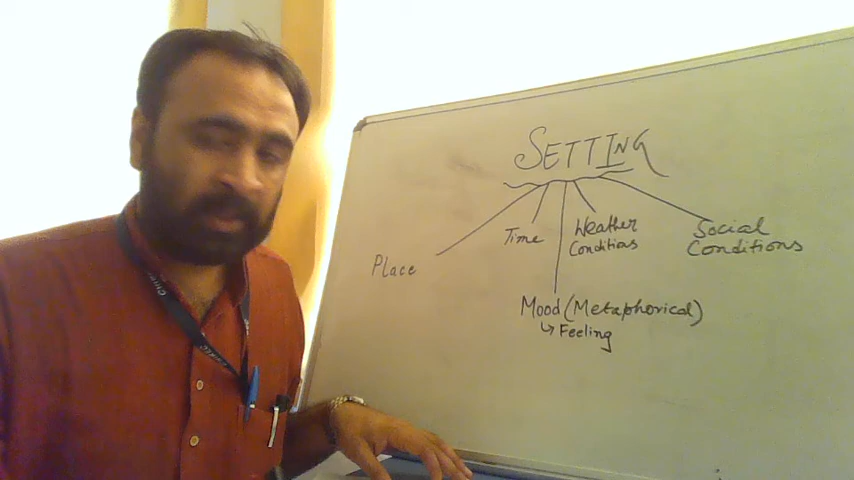 SETTING
Place
Time
Weather
Conditions
Social
Conditions
Mood (Metaphorical)
↳ Feeling